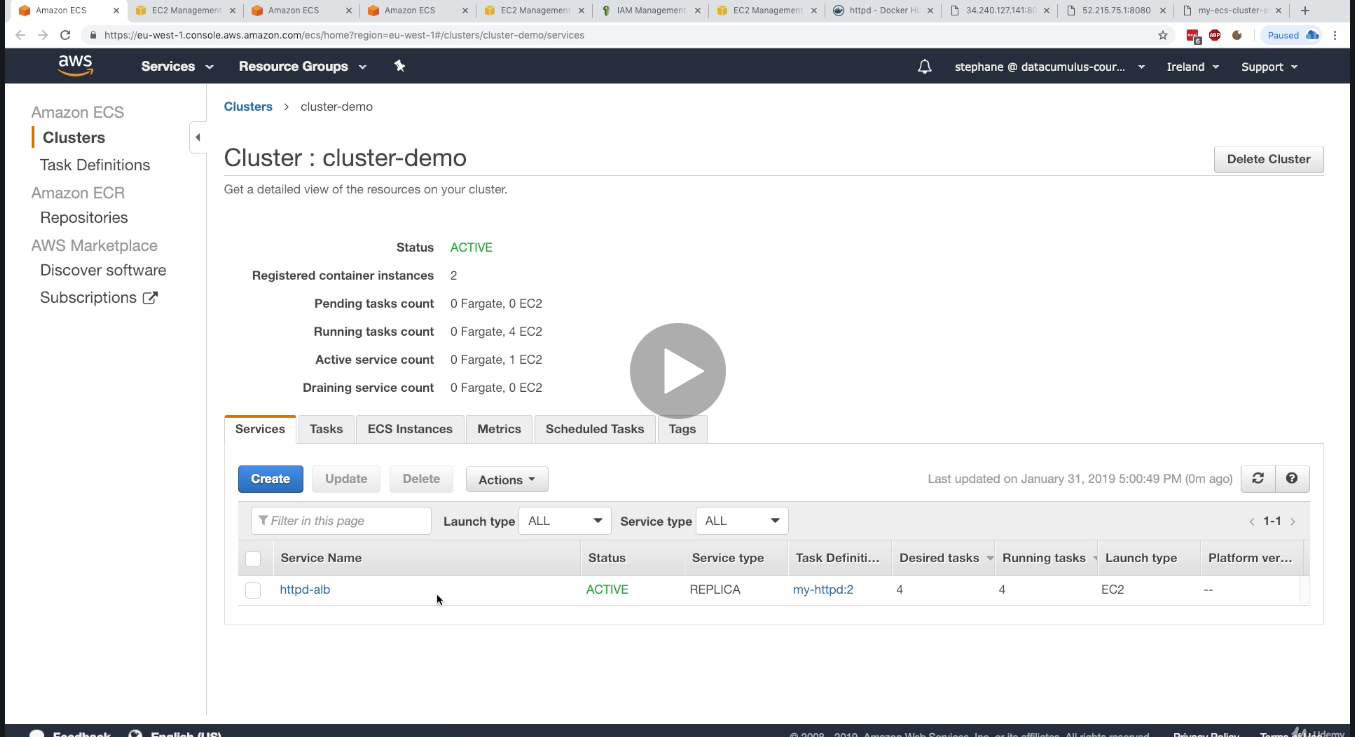 Amazon ECS EC2 Management Amazon ECS Amazon ECS EC2 Management IAM Management EC2 Management httpd - Docker Hu 34.240.127.141:80 52.215.75.1:8080 my-ecs-cluster-a
https://eu-west-1.console.aws.amazon.com/ecs/home?region=eu-west-1#/clusters/cluster-demo/services 6 ABP Paused
aws Services Resource Groups stephane @ datacumulus-cour... Ireland Support
Amazon ECS
Clusters
Task Definitions
Amazon ECR
Repositories
AWS Marketplace
Discover software
Subscriptions
Clusters > cluster-demo
Cluster : cluster-demo Delete Cluster
Get a detailed view of the resources on your cluster.
Status ACTIVE
Registered container instances 2
Pending tasks count 0 Fargate, 0 EC2
Running tasks count 0 Fargate, 4 EC2
Active service count 0 Fargate, 1 EC2
Draining service count 0 Fargate, 0 EC2
Services Tasks ECS Instances Metrics Scheduled Tasks Tags
Create Update Delete Actions Last updated on January 31, 2019 5:00:49 PM (0m ago)
Filter in this page Launch type ALL Service type ALL < 1-1 >
Service Name Status Service type Task Definiti... Desired tasks Running tasks Launch type Platform ver...
httpd-alb ACTIVE REPLICA my-httpd:2 4 4 EC2 --
Feedback English (US) © 2008 - 2019, Amazon Web Services, Inc. or its affiliates. All rights reserved. Privacy Policy Terms of Use Udemy